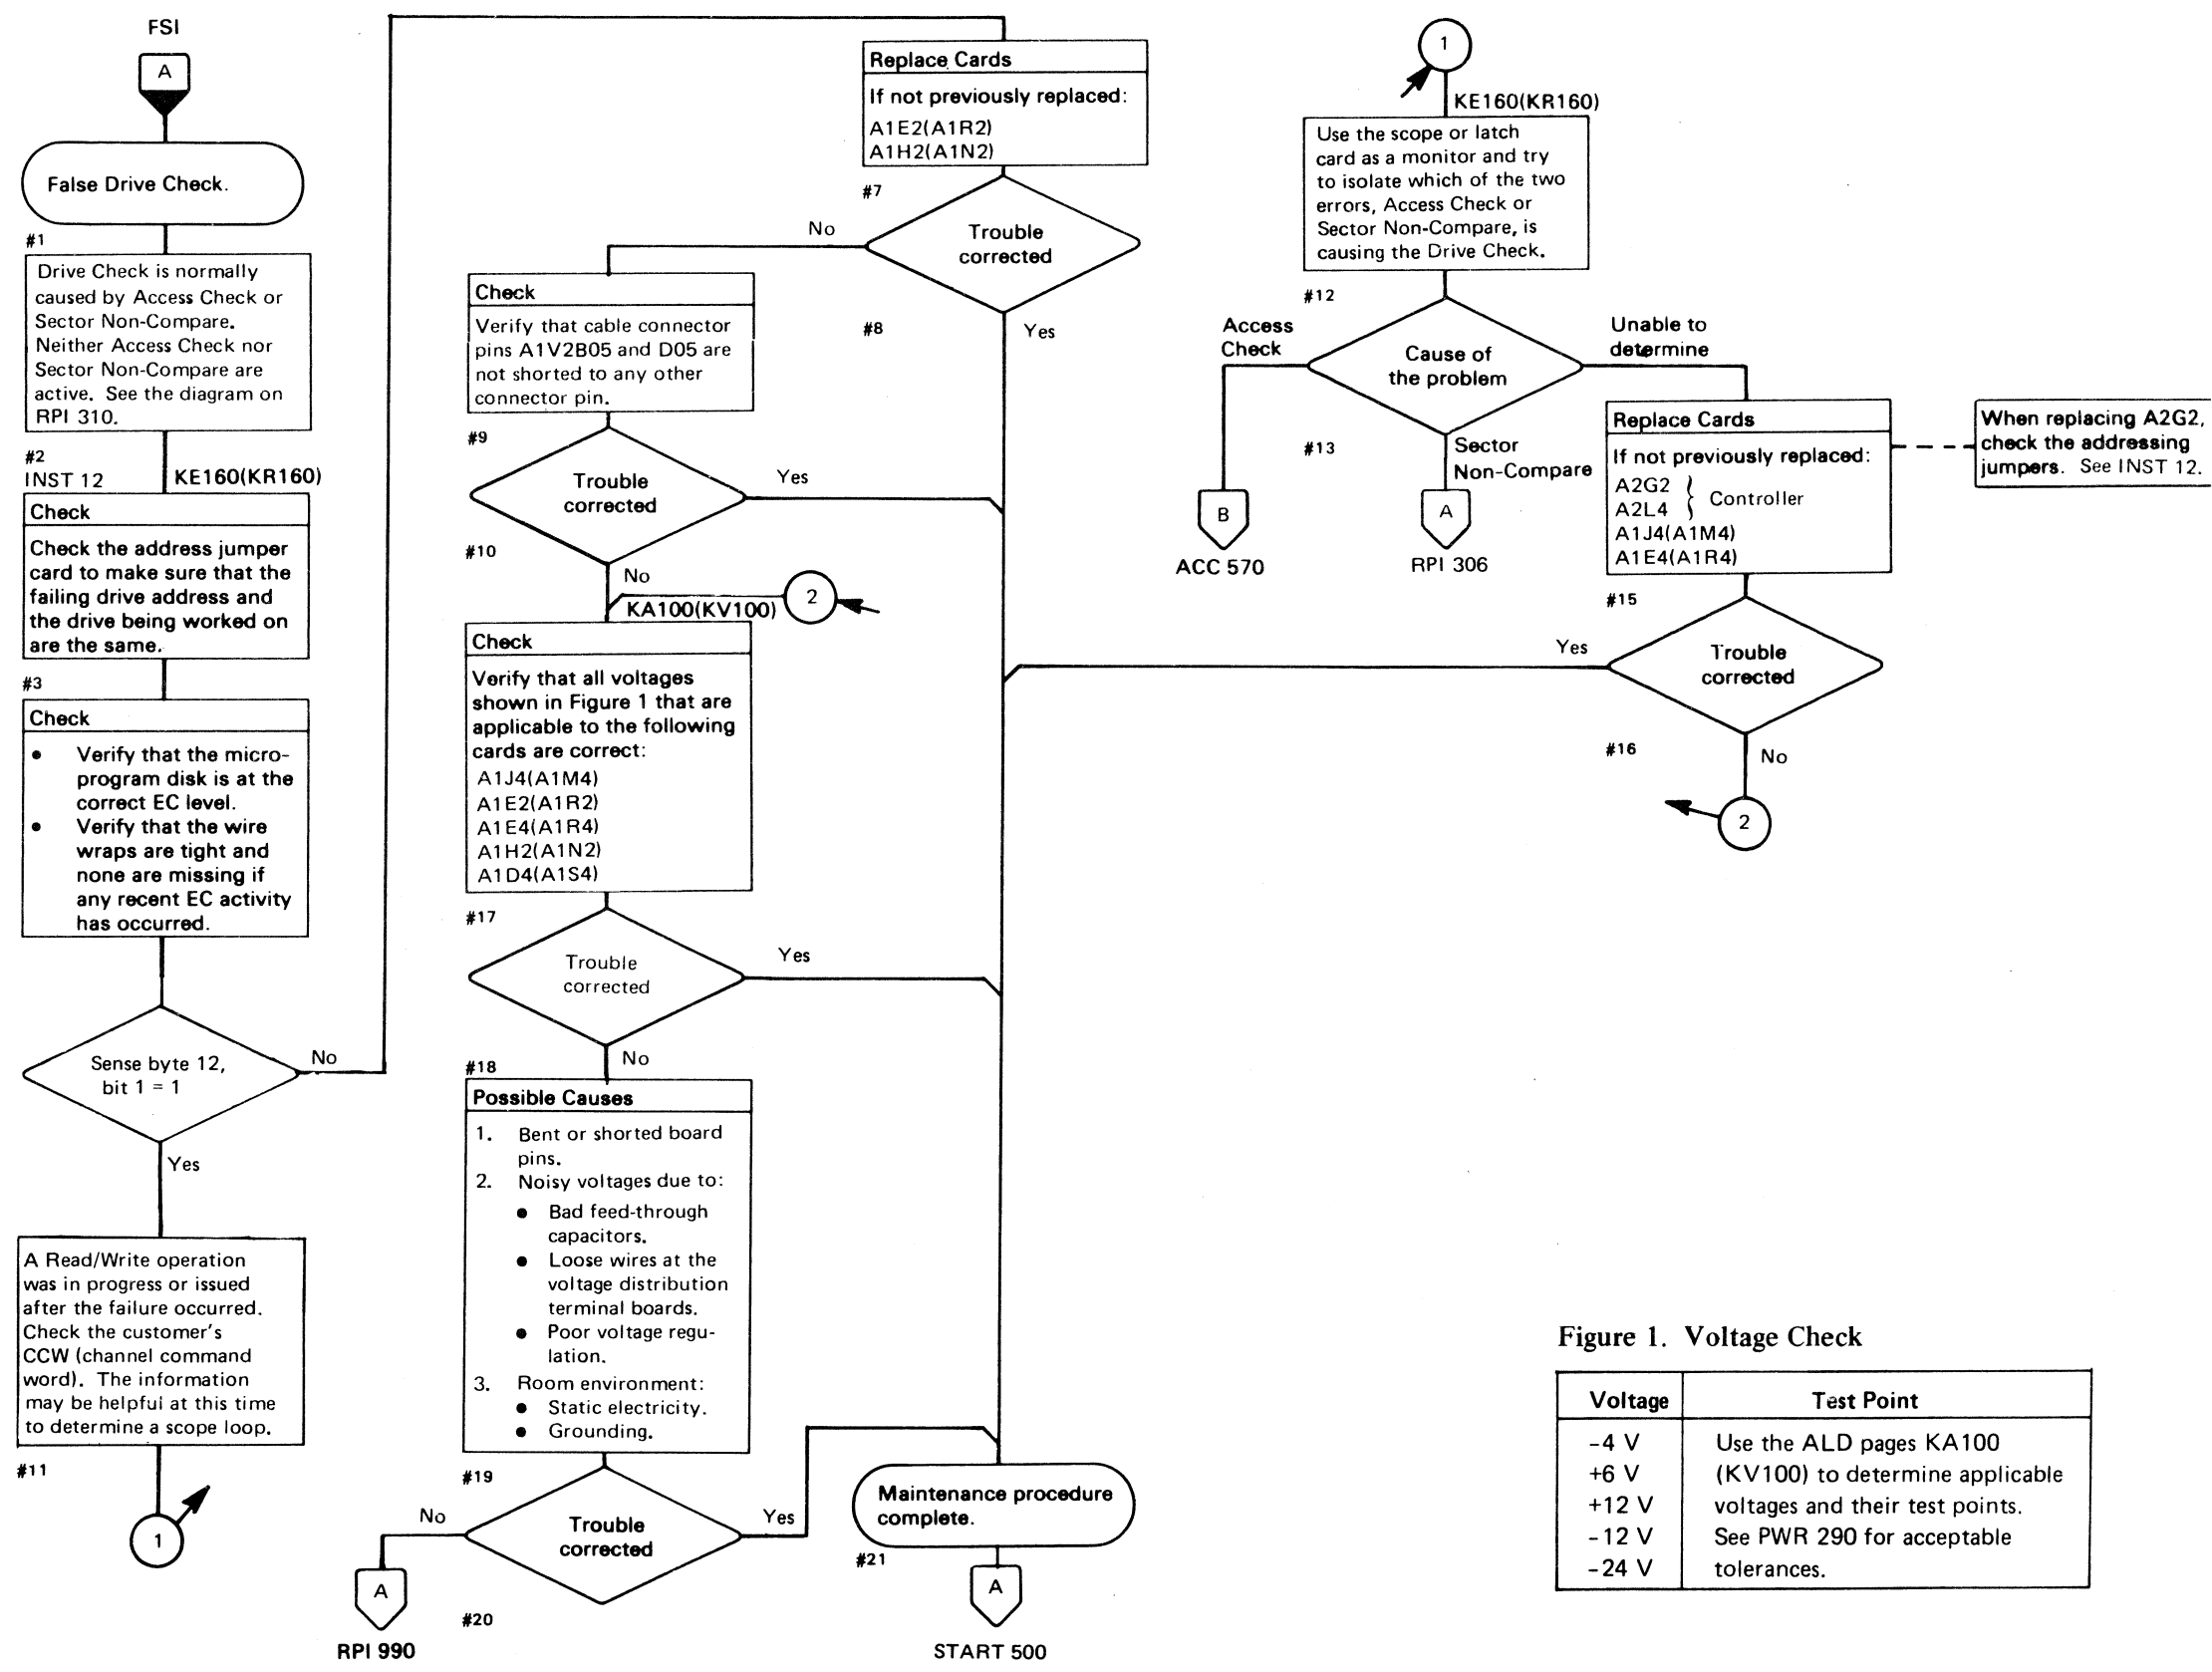 FSI
A
False Drive Check.
#1
Drive Check is normally
caused by Access Check or
Sector Non-Compare.
Neither Access Check nor
Sector Non-Compare are
active. See the diagram on
RPI 310.
#2
INST 12
KE160(KR160)
Check
Check the address jumper
card to make sure that the
failing drive address and
the drive being worked on
are the same.
#3
Check
• Verify that the micro-
program disk is at the
correct EC level.
• Verify that the wire
wraps are tight and
none are missing if
any recent EC activity
has occurred.
Sense byte 12,
bit 1 = 1
No
Yes
A Read/Write operation
was in progress or issued
after the failure occurred.
Check the customer's
CCW (channel command
word). The information
may be helpful at this time
to determine a scope loop.
#11
1
Replace Cards
If not previously replaced:
A1E2(A1R2)
A1H2(A1N2)
#7
Trouble
corrected
No
#8
Yes
Check
Verify that cable connector
pins A1V2B05 and D05 are
not shorted to any other
connector pin.
#9
Trouble
corrected
Yes
#10
No
KA100(KV100)
2
Check
Verify that all voltages
shown in Figure 1 that are
applicable to the following
cards are correct:
A1J4(A1M4)
A1E2(A1R2)
A1E4(A1R4)
A1H2(A1N2)
A1D4(A1S4)
#17
Trouble
corrected
Yes
No
#18
Possible Causes
1. Bent or shorted board
pins.
2. Noisy voltages due to:
• Bad feed-through
capacitors.
• Loose wires at the
voltage distribution
terminal boards.
• Poor voltage regu-
lation.
3. Room environment:
• Static electricity.
• Grounding.
#19
Trouble
corrected
No
Yes
#20
A
RPI 990
Maintenance procedure
complete.
#21
A
START 500
1
KE160(KR160)
Use the scope or latch
card as a monitor and try
to isolate which of the two
errors, Access Check or
Sector Non-Compare, is
causing the Drive Check.
#12
Cause of
the problem
Access
Check
Unable to
determine
#13
Sector
Non-Compare
B
ACC 570
A
RPI 306
Replace Cards
If not previously replaced:
A2G2
A2L4
Controller
A1J4(A1M4)
A1E4(A1R4)
When replacing A2G2,
check the addressing
jumpers. See INST 12.
#15
Trouble
corrected
Yes
#16
No
2
Figure 1. Voltage Check
Voltage Test Point
-4 V Use the ALD pages KA100
+6 V (KV100) to determine applicable
+12 V voltages and their test points.
-12 V See PWR 290 for acceptable
-24 V tolerances.